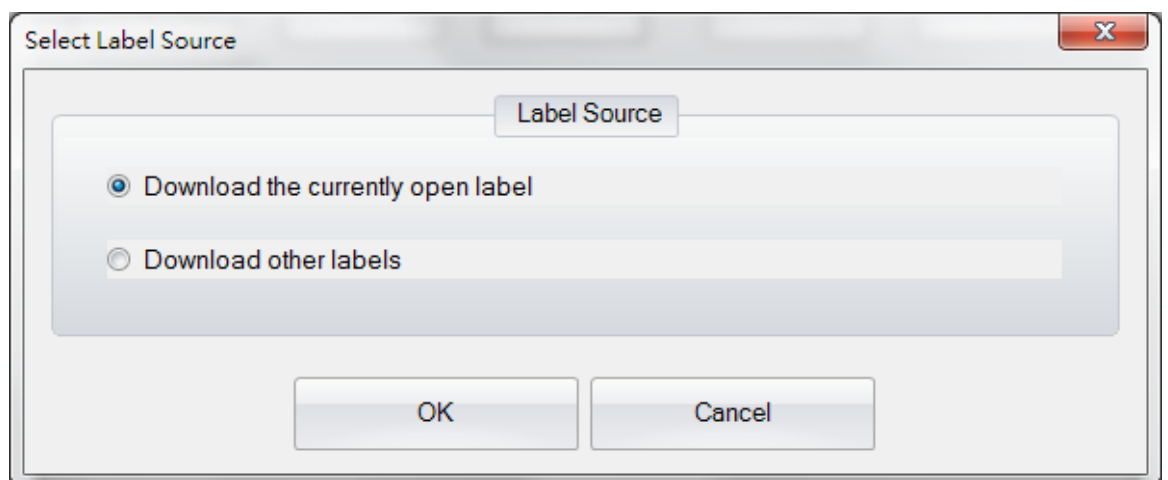 Select Label Source
Label Source
Download the currently open label
Download other labels
OK
Cancel